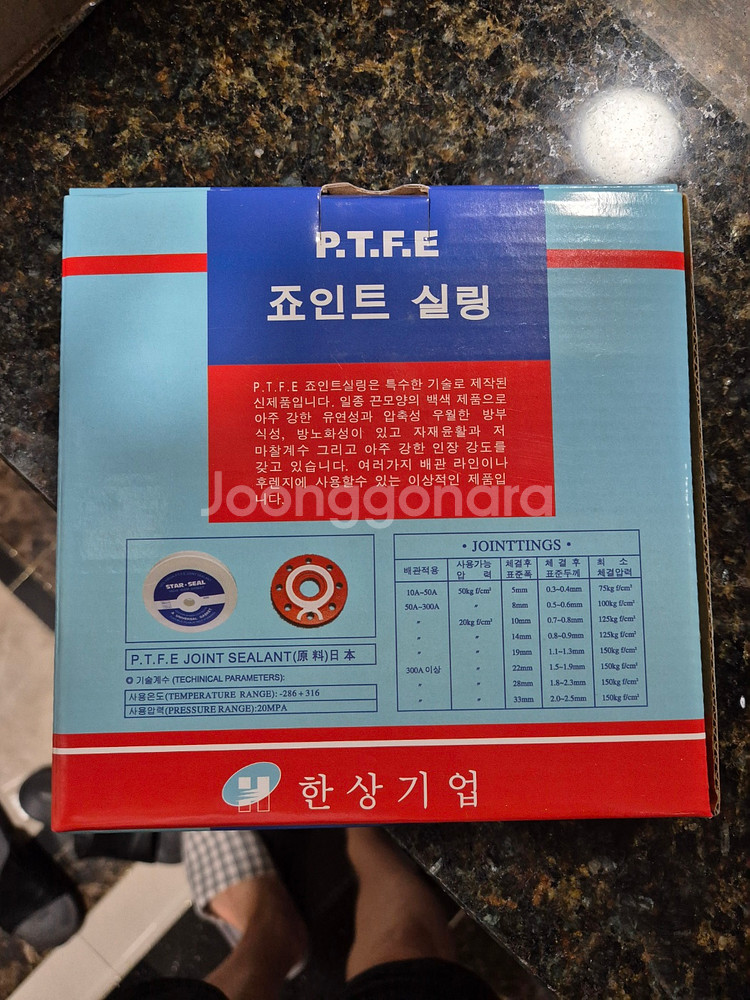 P.T.F.E
죠인트 실링
P.T.F.E 죠인트실링은 특수한 기술로 제작된
신제품입니다. 일종 끈모양의 백색 제품으로
아주 강한 유연성과 압축성 우월한 방부
식성, 방노화성이 있고 자재윤활과 저
마찰계수 그리고 아주 강한 인장 강도를
갖고 있습니다. 여러가지 배관 라인이나
후렌지에 사용할수 있는 이상적인 제품입
니다.
Joonggonara
STAR-SEAL
P.T.F.E JOINT SEALANT(原料)日本
기술계수 (TECHINICAL PARAMETERS):
사용온도(TEMPERATURE RANGE): -286+316
사용압력(PRESSURE RANGE):20MPA
• JOINTTINGS •
배관적용 사용가능 압력 체결후 표준폭 체결후 표준두께 최소 체결압력
10A~50A 50kg f/cm² 5mm 0.3~0.4mm 75kg f/cm²
50A~300A 〃 8mm 0.5~0.6mm 100kg f/cm²
〃 20kg f/cm² 10mm 0.7~0.8mm 125kg f/cm²
〃 〃 14mm 0.8~0.9mm 125kg f/cm²
〃 〃 19mm 1.1~1.3mm 150kg f/cm²
300A 이상 〃 22mm 1.5~1.9mm 150kg f/cm²
〃 〃 28mm 1.8~2.3mm 150kg f/cm²
〃 〃 33mm 2.0~2.5mm 150kg f/cm²
한상기업